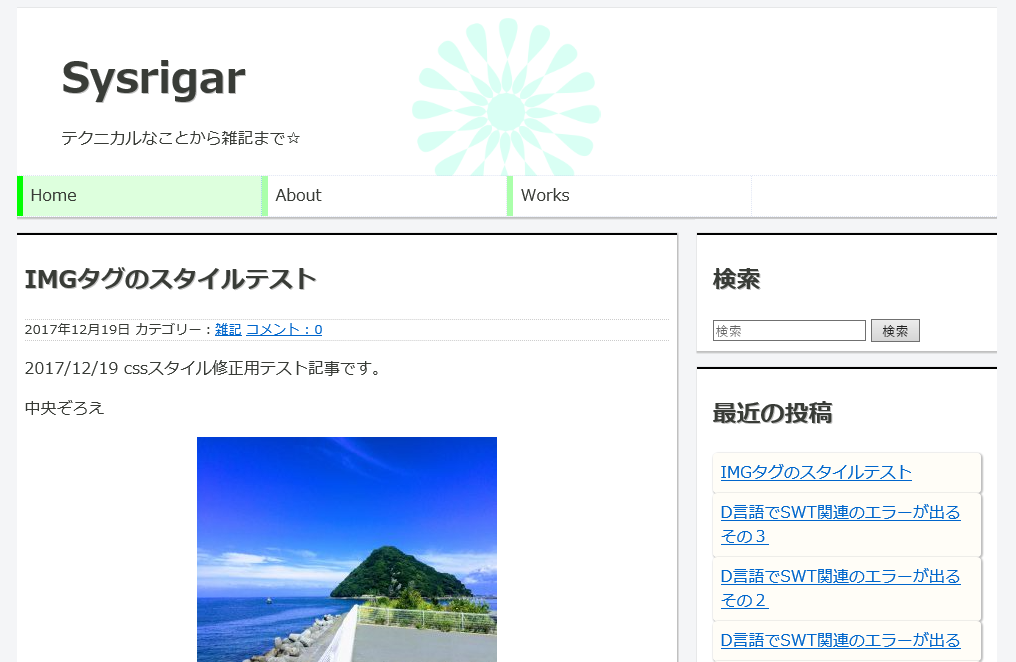 Sysrigar
テクニカルなことから雑記まで☆
Home
About
Works
IMGタグのスタイルテスト
2017年12月19日 カテゴリー：雑記 コメント：0
2017/12/19 cssスタイル修正用テスト記事です。
中央ぞろえ
検索
検索
検索
最近の投稿
IMGタグのスタイルテスト
D言語でSWT関連のエラーが出る
その３
D言語でSWT関連のエラーが出る
その２
D言語でSWT関連のエラーが出る